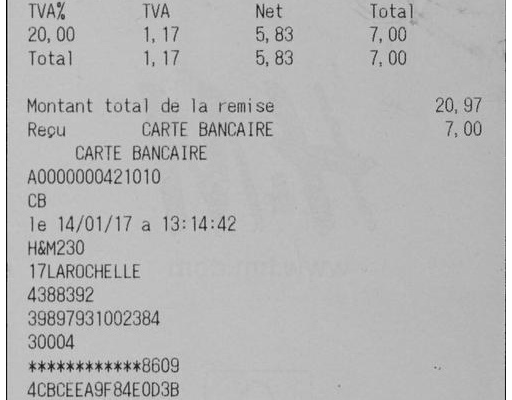 TVA% TVA Net Total
20,00 1,17 5,83 7,00
Total 1,17 5,83 7,00
Montant total de la remise 20,97
Reçu CARTE BANCAIRE 7,00
CARTE BANCAIRE
A0000000421010
CB
le 14/01/17 a 13:14:42
H&M230
17LAROCHELLE
4388392
39897931002384
30004
************8609
4CBCEEA9F84E0D3B